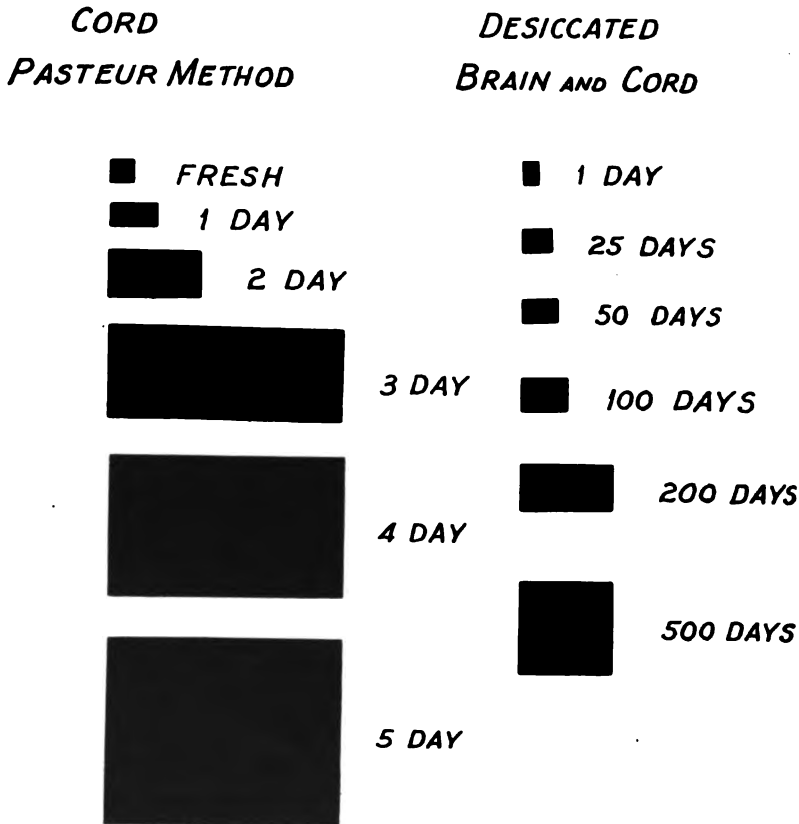 CORD
PASTEUR METHOD
FRESH
1 DAY
2 DAY
3 DAY
4 DAY
5 DAY
DESICCATED
BRAIN AND CORD
1 DAY
25 DAYS
50 DAYS
100 DAYS
200 DAYS
500 DAYS